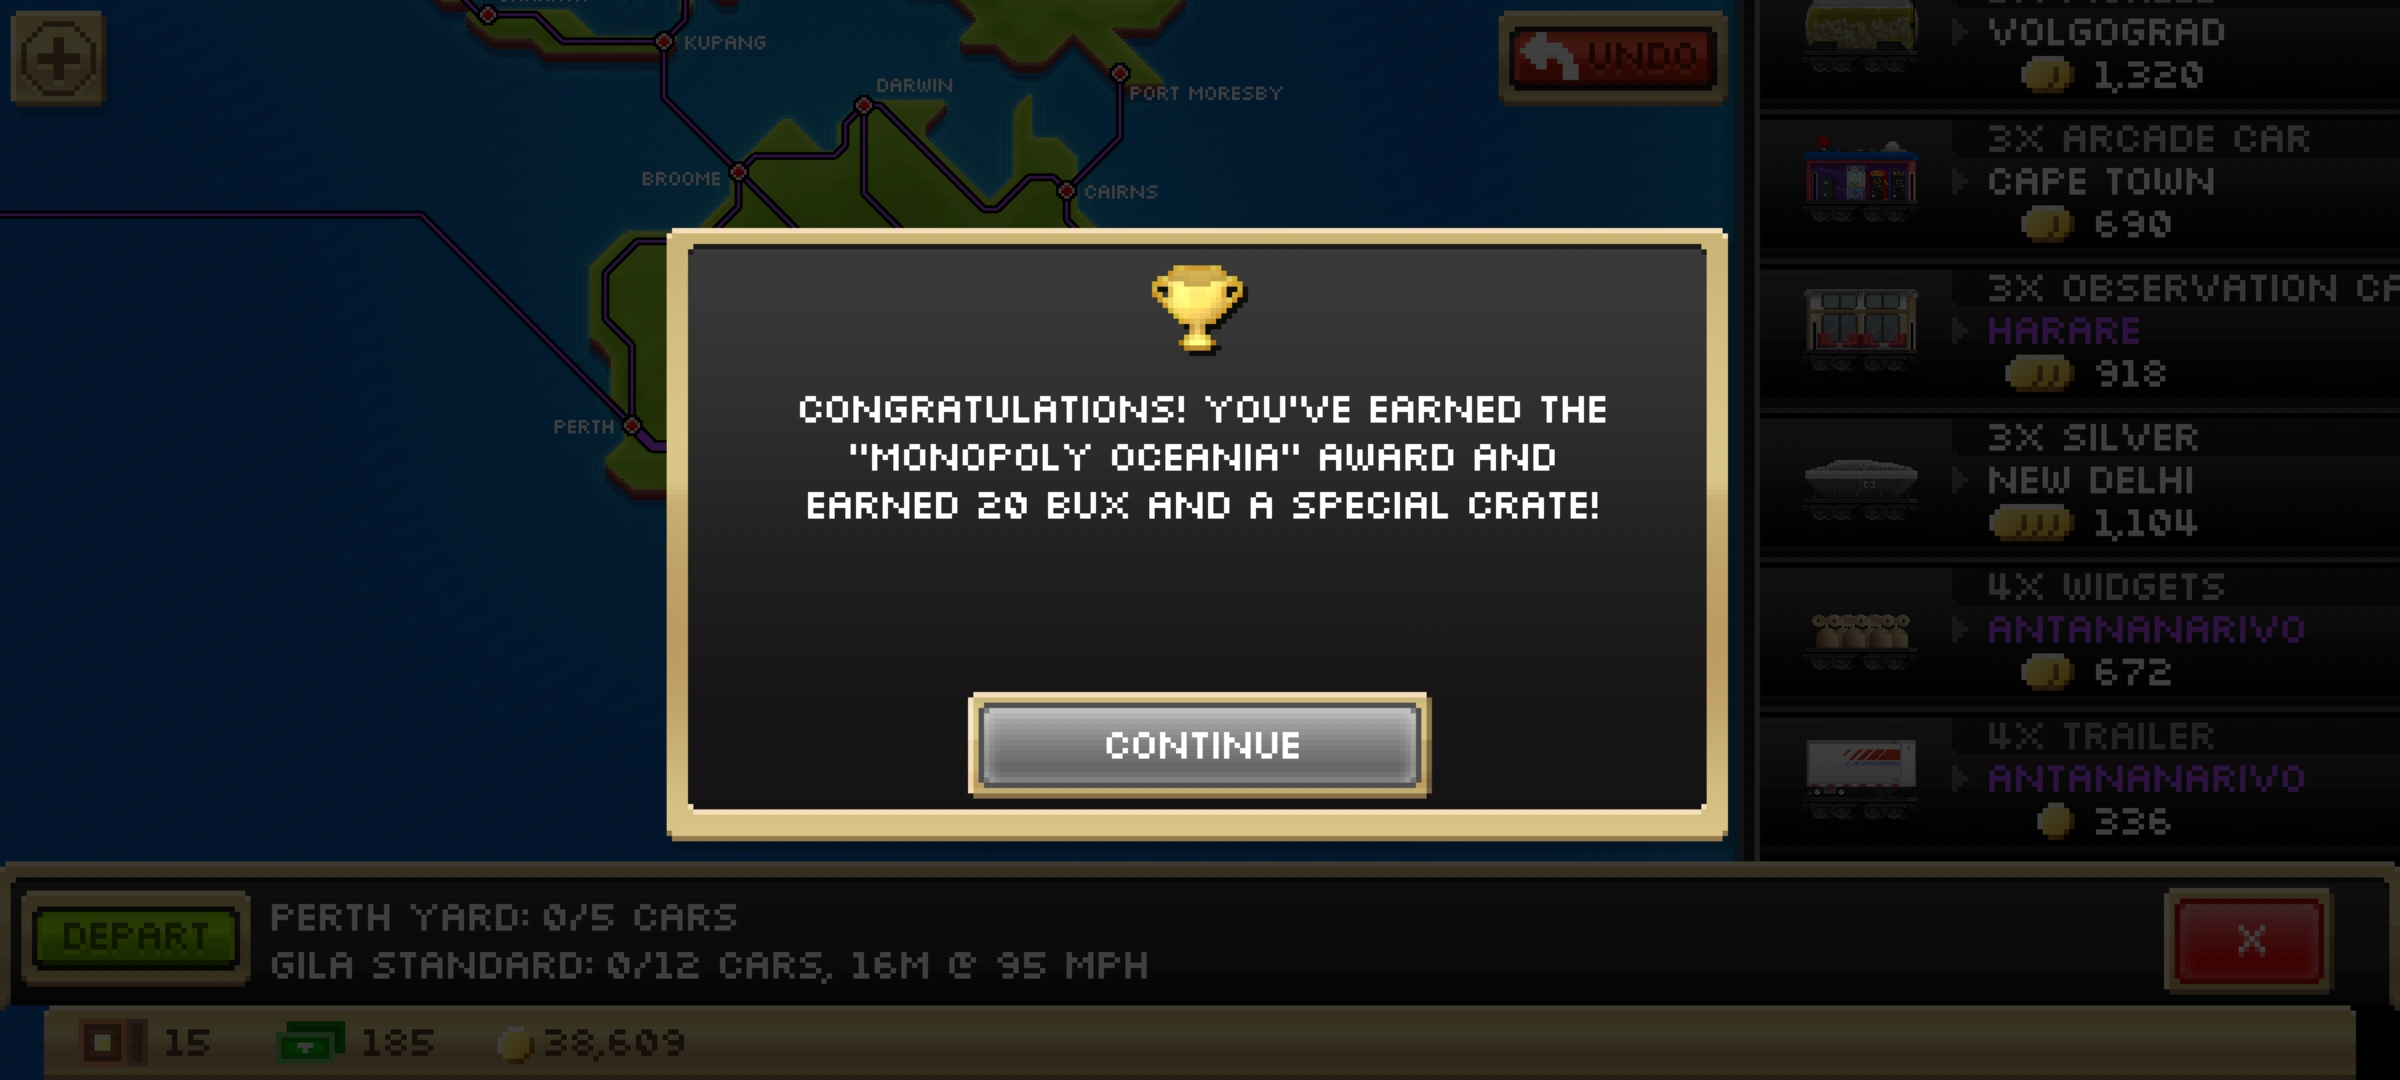 KUPANG
DARWIN
PORT MORESBY
BROOME
CAIRNS
PERTH
UNDO
VOLGOGRAD
1,320
3X ARCADE CAR
CAPE TOWN
690
3X OBSERVATION CA
HARARE
918
3X SILVER
NEW DELHI
1,104
4X WIDGETS
ANTANANARIVO
672
4X TRAILER
ANTANANARIVO
336
CONGRATULATIONS! YOU'VE EARNED THE
"MONOPOLY OCEANIA" AWARD AND
EARNED 20 BUX AND A SPECIAL CRATE!
CONTINUE
DEPART
PERTH YARD: 0/5 CARS
GILA STANDARD: 0/12 CARS, 16M @ 95 MPH
X
15
185
38,609